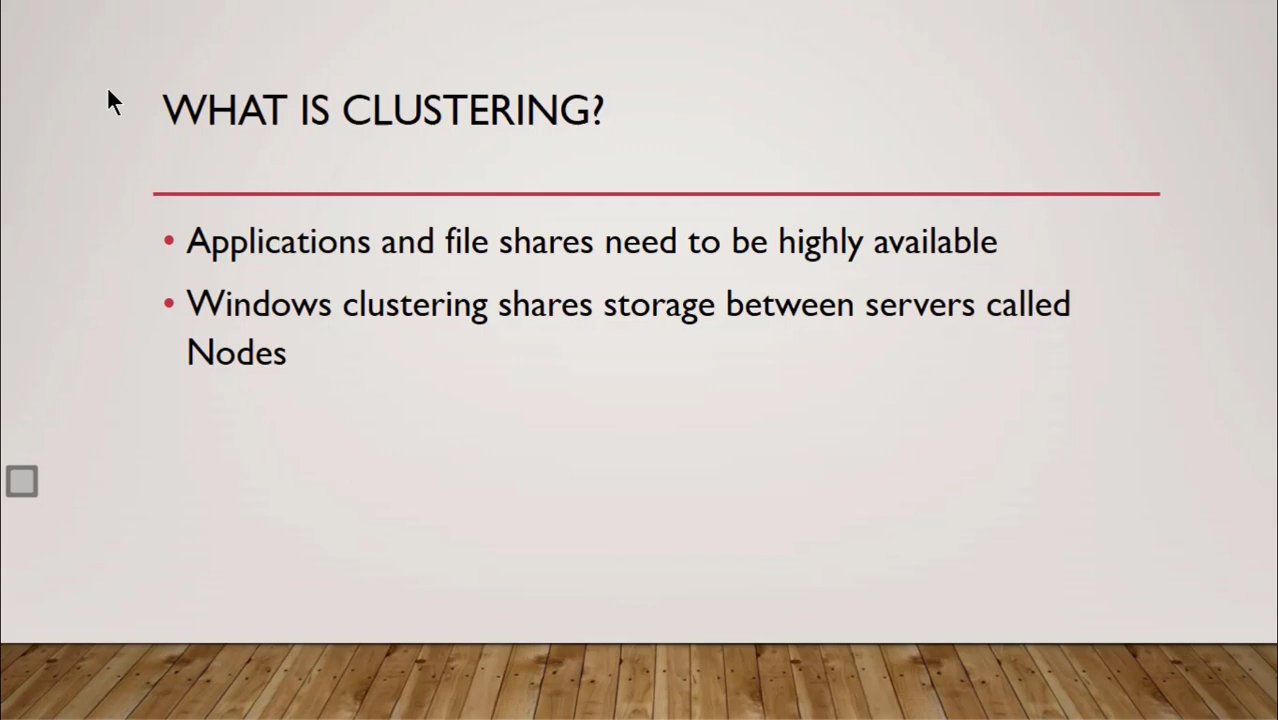 WHAT IS CLUSTERING?
• Applications and file shares need to be highly available
• Windows clustering shares storage between servers called
Nodes